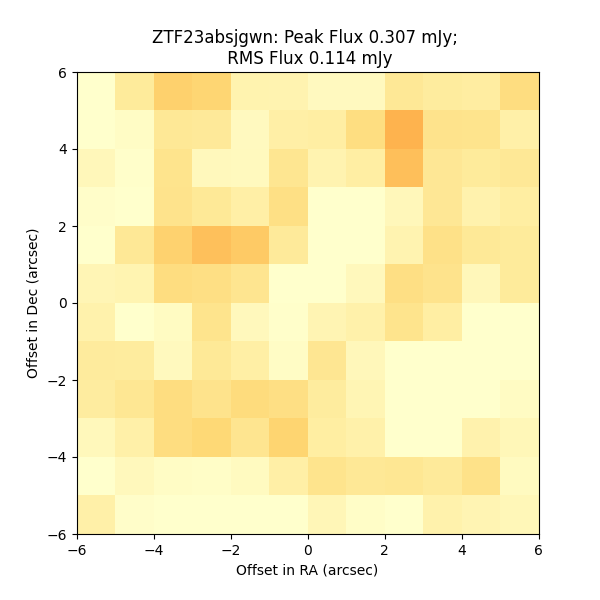 ZTF23absjgwn: Peak Flux 0.307 mJy;
RMS Flux 0.114 mJy
6
4
2
0
−2
−4
−6
Offset in Dec (arcsec)
−6 −4 −2 0 2 4 6
Offset in RA (arcsec)